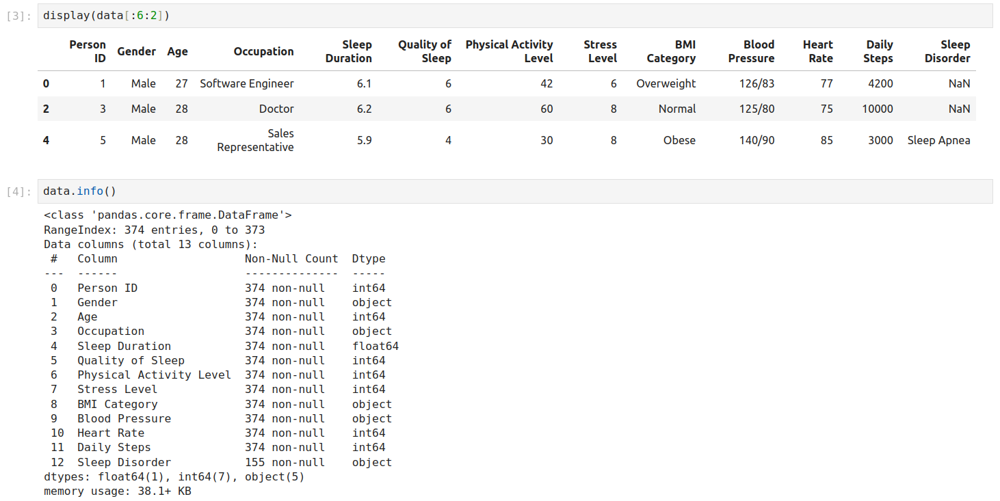 [3]: display(data[:6:2])
Person ID Gender Age Occupation Sleep Duration Quality of Sleep Physical Activity Level Stress Level BMI Category Blood Pressure Heart Rate Daily Steps Sleep Disorder
0 1 Male 27 Software Engineer 6.1 6 42 6 Overweight 126/83 77 4200 NaN
2 3 Male 28 Doctor 6.2 6 60 8 Normal 125/80 75 10000 NaN
4 5 Male 28 Sales Representative 5.9 4 30 8 Obese 140/90 85 3000 Sleep Apnea
[4]: data.info()
<class 'pandas.core.frame.DataFrame'>
RangeIndex: 374 entries, 0 to 373
Data columns (total 13 columns):
 #   Column                   Non-Null Count  Dtype
---  ------                   --------------  -----
 0   Person ID                374 non-null    int64
 1   Gender                   374 non-null    object
 2   Age                      374 non-null    int64
 3   Occupation               374 non-null    object
 4   Sleep Duration           374 non-null    float64
 5   Quality of Sleep         374 non-null    int64
 6   Physical Activity Level  374 non-null    int64
 7   Stress Level             374 non-null    int64
 8   BMI Category             374 non-null    object
 9   Blood Pressure           374 non-null    object
 10  Heart Rate               374 non-null    int64
 11  Daily Steps              374 non-null    int64
 12  Sleep Disorder           155 non-null    object
dtypes: float64(1), int64(7), object(5)
memory usage: 38.1+ KB